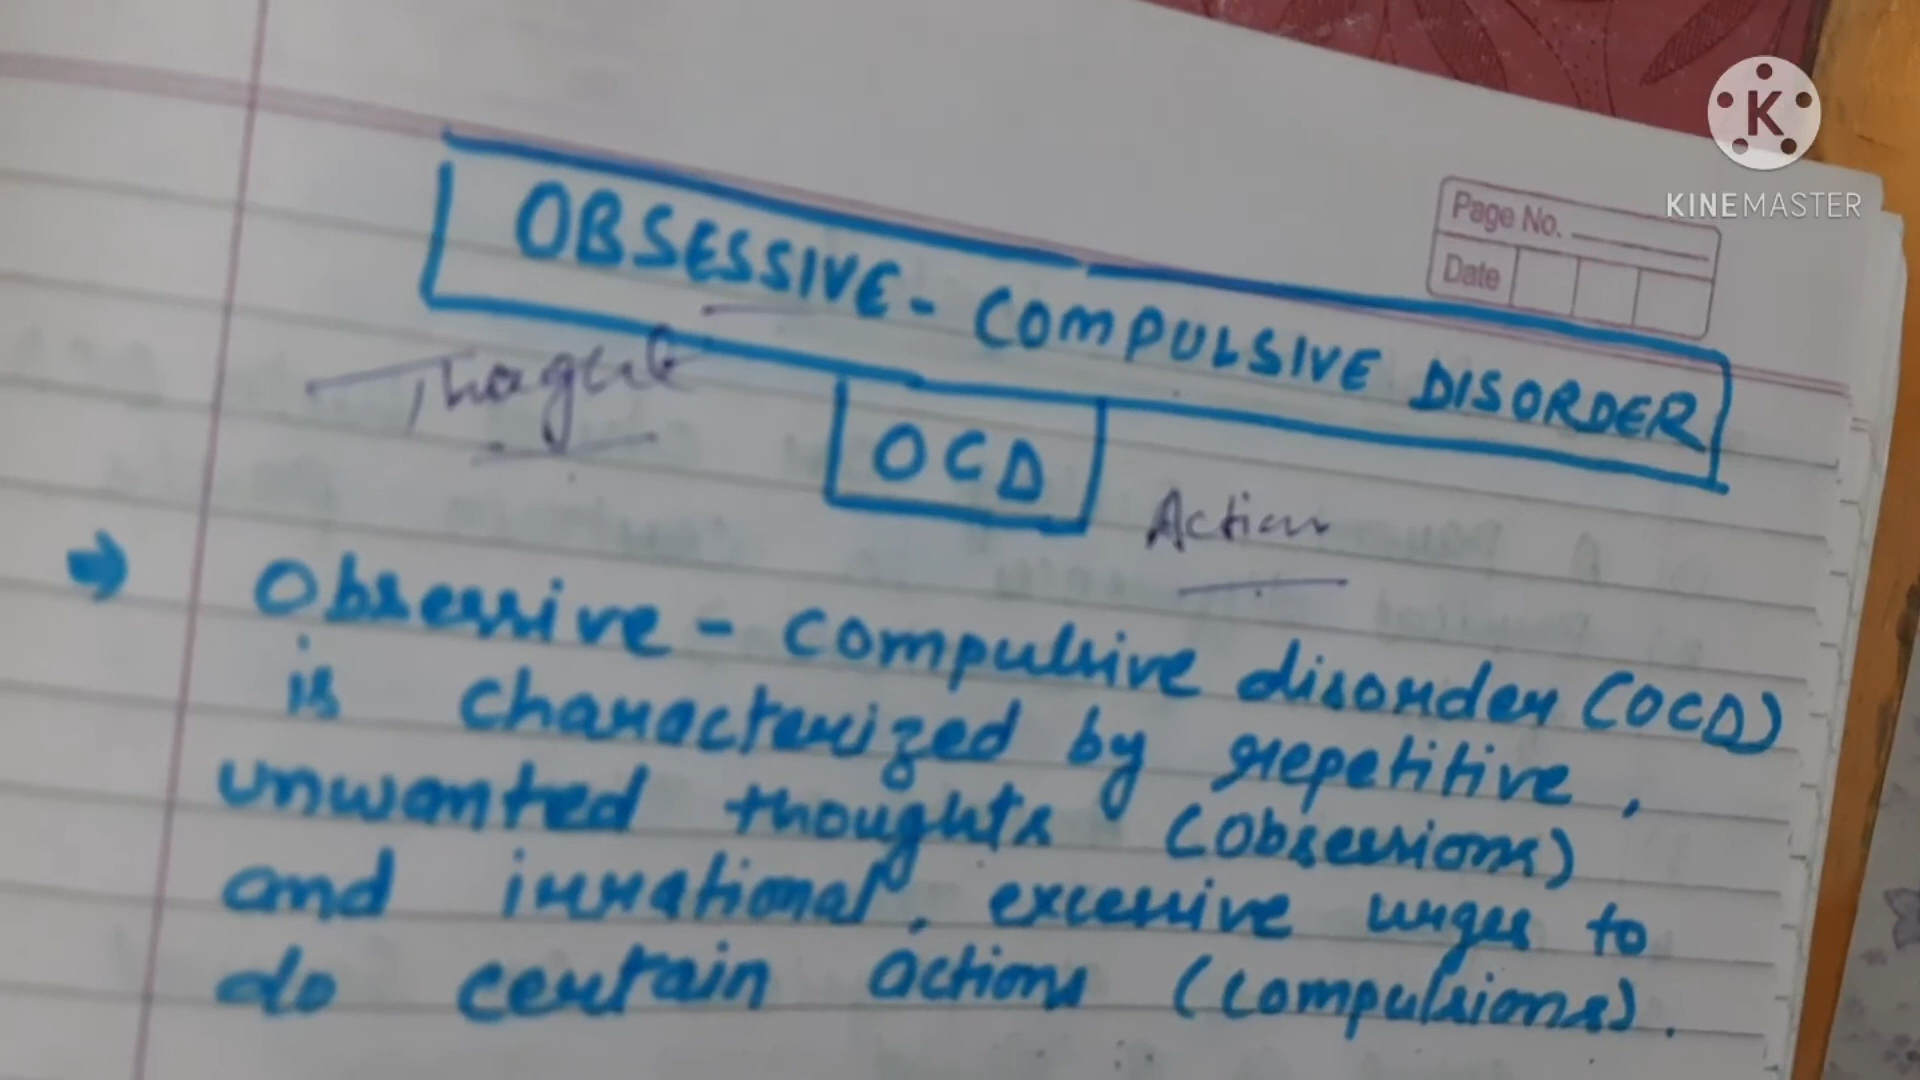 K
KINEMASTER
Page No.
Date
OBSESSIVE - COMPULSIVE DISORDER
OCD
Action
Obsessive - compulsive disorder (OCD)
is characterized by repetitive,
unwanted thoughts (Obsessions)
and irrational, excessive urges to
do certain actions (compulsions).